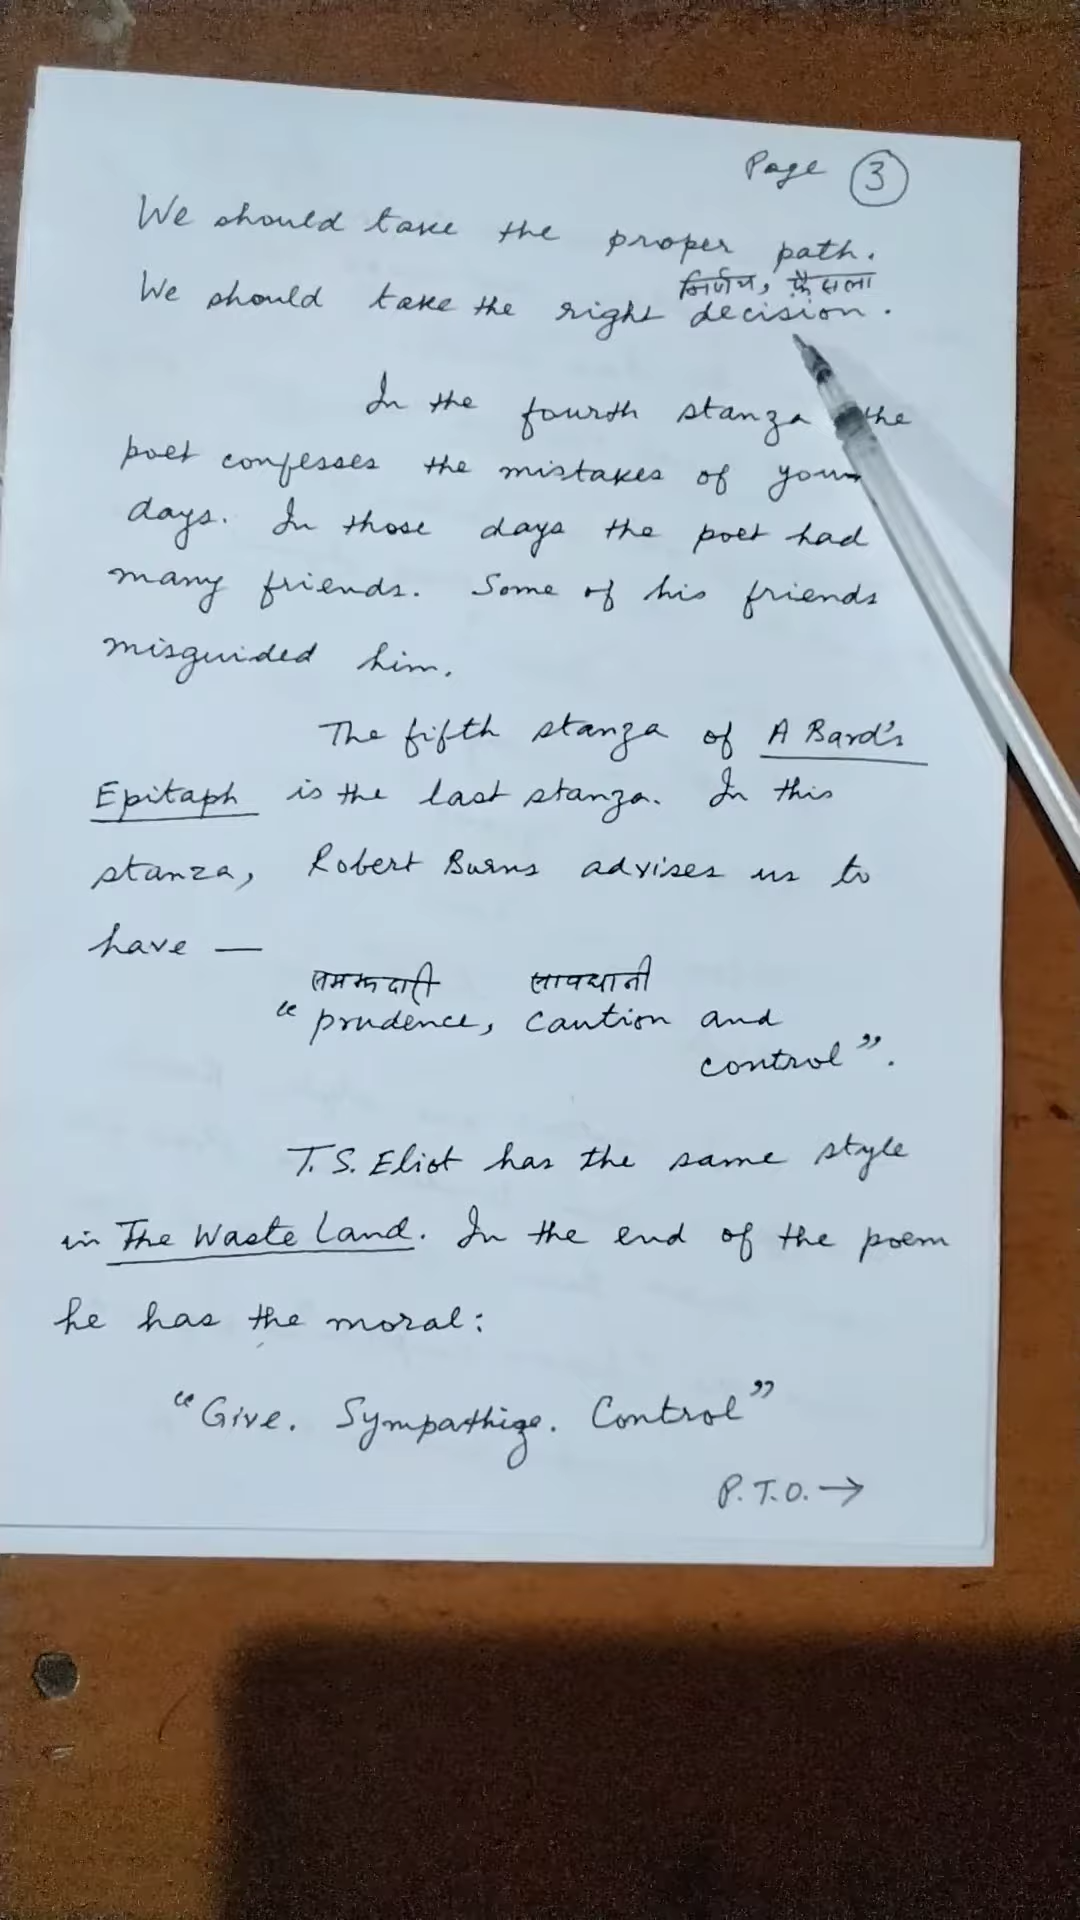 Page 3
We should take the proper path.
निर्णय, फैसला
We should take the right decision.
In the fourth stanza the
poet confesses the mistakes of
days. In those days the poet had
many friends. Some of his friends
misguided him.
The fifth stanza of A Bard's
Epitaph is the last stanza. In this
stanza, Robert Burns advises us to
have —
समझदारी सावधानी
"prudence, caution and
control".
T. S. Eliot has the same style
in The Waste Land. In the end of the poem
he has the moral:
"Give. Sympathize. Control"
P.T.O. →